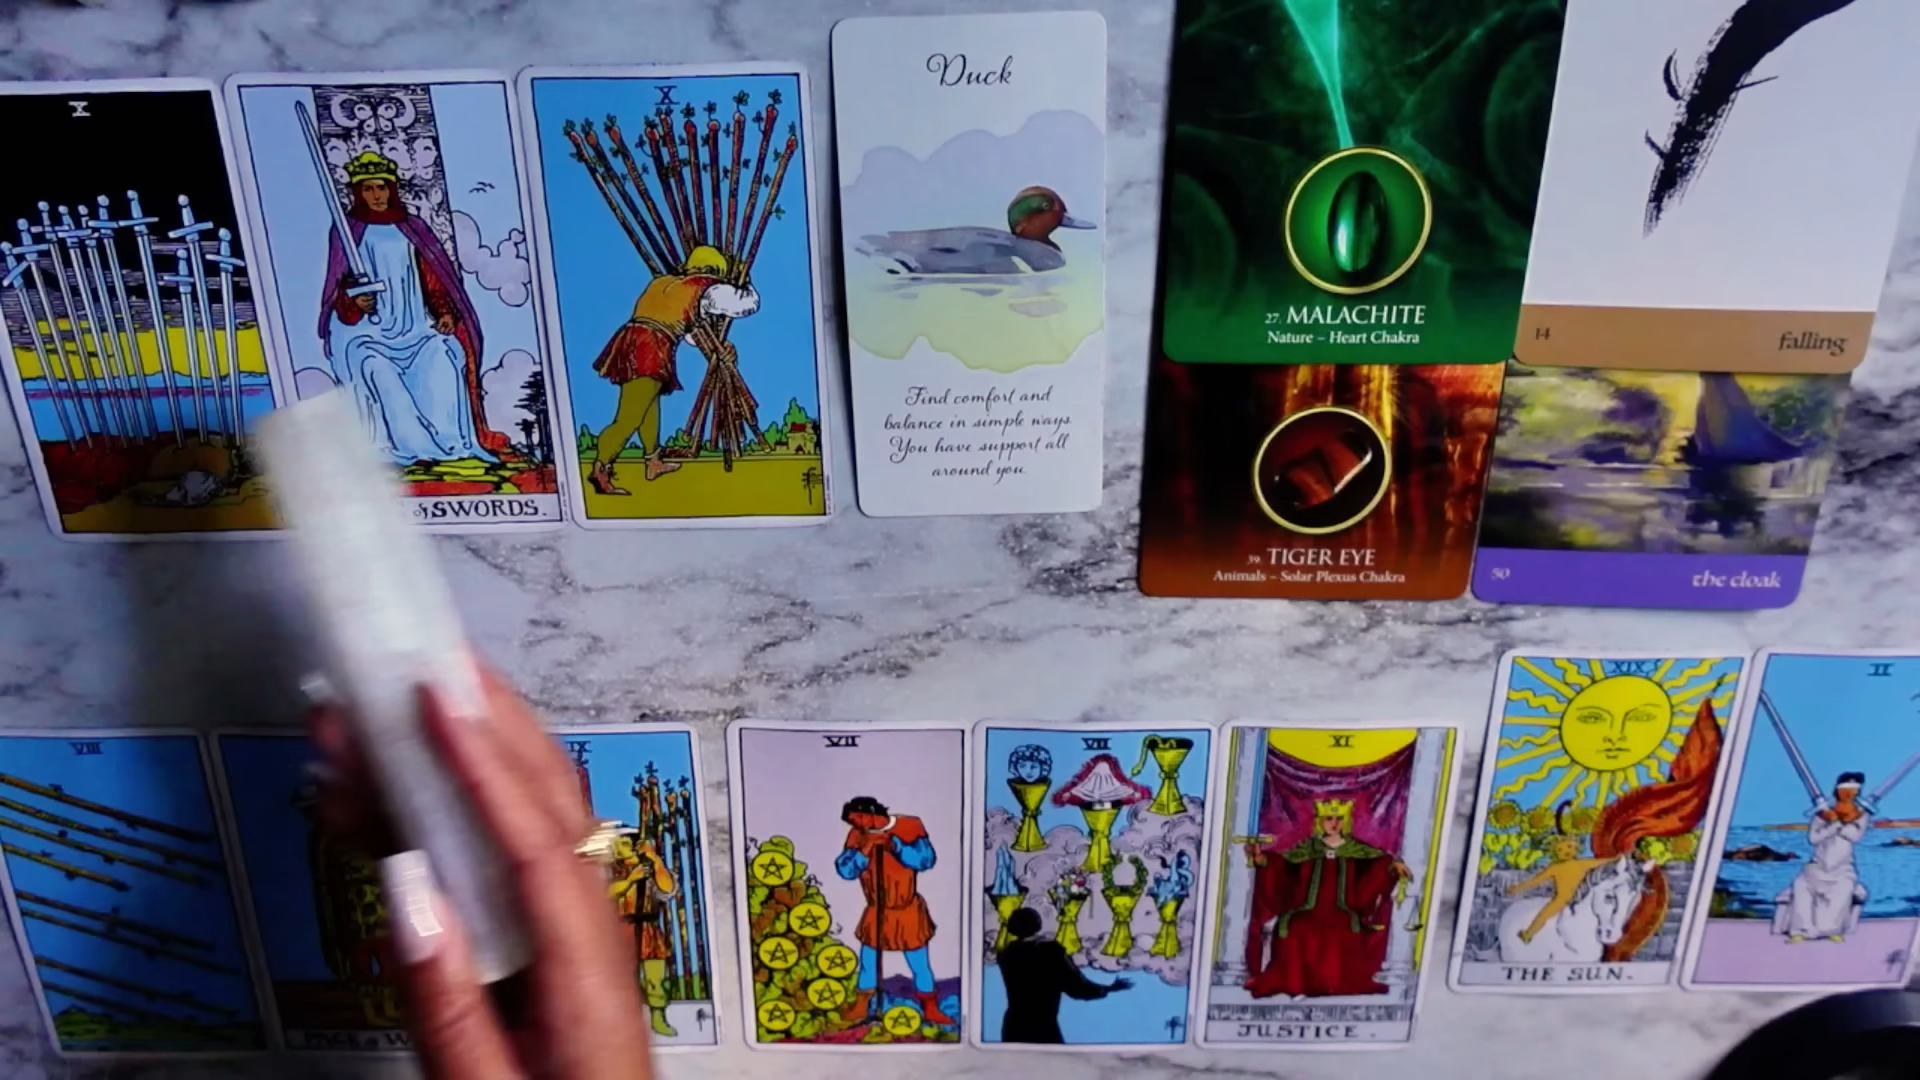 X
of SWORDS.
X
Duck
Find comfort and
balance in simple ways.
You have support all
around you.
27. MALACHITE
Nature – Heart Chakra
14
falling
39. TIGER EYE
Animals – Solar Plexus Chakra
50
the cloak
VIII
IX
VII
VII
XI
JUSTICE.
XIX
THE SUN.
II